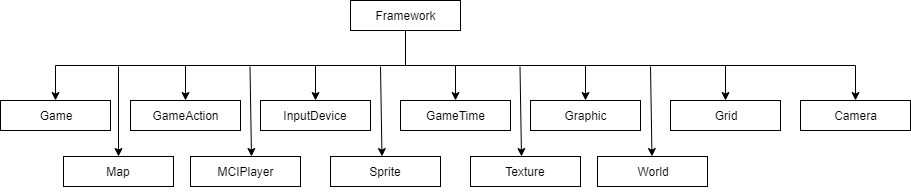 Framework
Game
GameAction
InputDevice
GameTime
Graphic
Grid
Camera
Map
MCIPlayer
Sprite
Texture
World